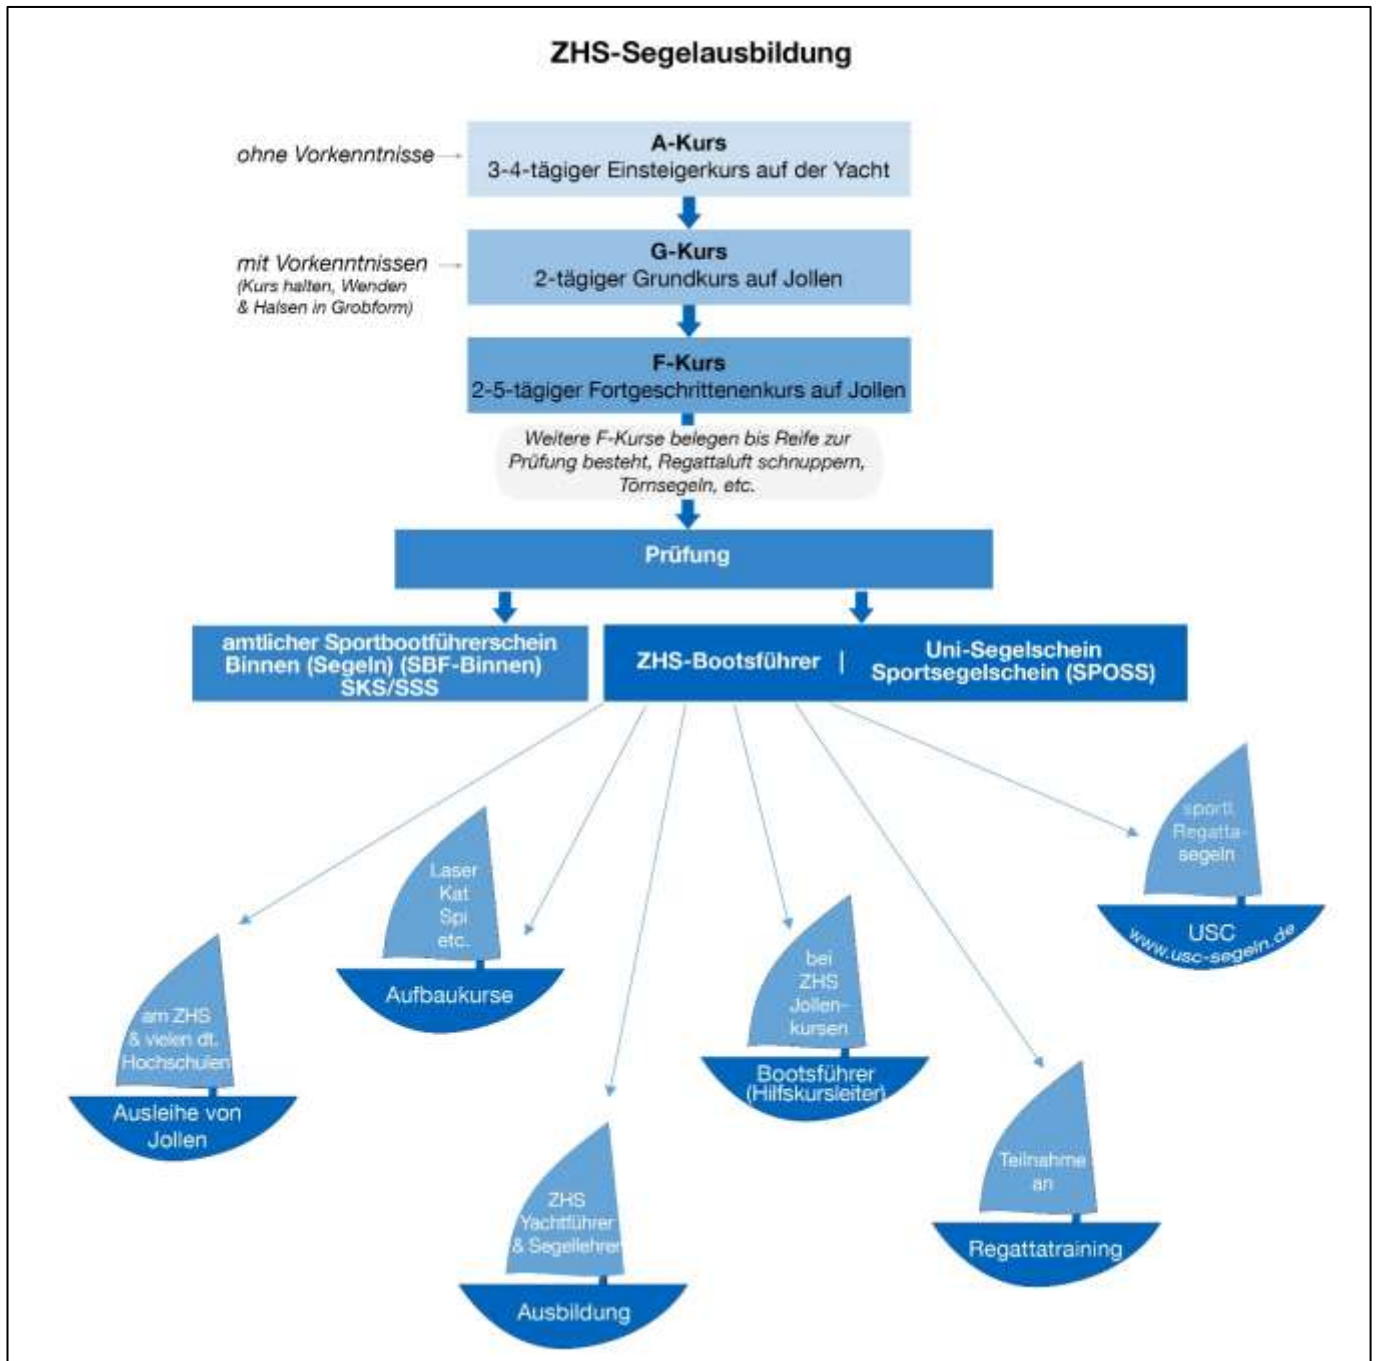 ZHS-Segelausbildung
ohne Vorkenntnisse
A-Kurs
3-4-tägiger Einsteigerkurs auf der Yacht
mit Vorkenntnissen
(Kurs halten, Wenden
& Halsen in Grobform)
G-Kurs
2-tägiger Grundkurs auf Jollen
F-Kurs
2-5-tägiger Fortgeschrittenenkurs auf Jollen
Weitere F-Kurse belegen bis Reife zur
Prüfung besteht, Regattaluft schnuppern,
Törnsegeln, etc.
Prüfung
amtlicher Sportbootführerschein
Binnen (Segeln) (SBF-Binnen)
SKS/SSS
ZHS-Bootsführer |
Uni-Segelschein
Sportsegelschein (SPOSS)
am ZHS
& vielen dt.
Hochschulen
Ausleihe von
Jollen
Laser
Kat
Spi
etc.
Aufbaukurse
ZHS
Yachtführer
& Segellehrer
Ausbildung
bei
ZHS
Jollen-
kursen
Bootsführer
(Hilfskursleiter)
Teilnahme
an
Regattatraining
sportl.
Regatta-
segeln
USC
www.usc-segeln.de